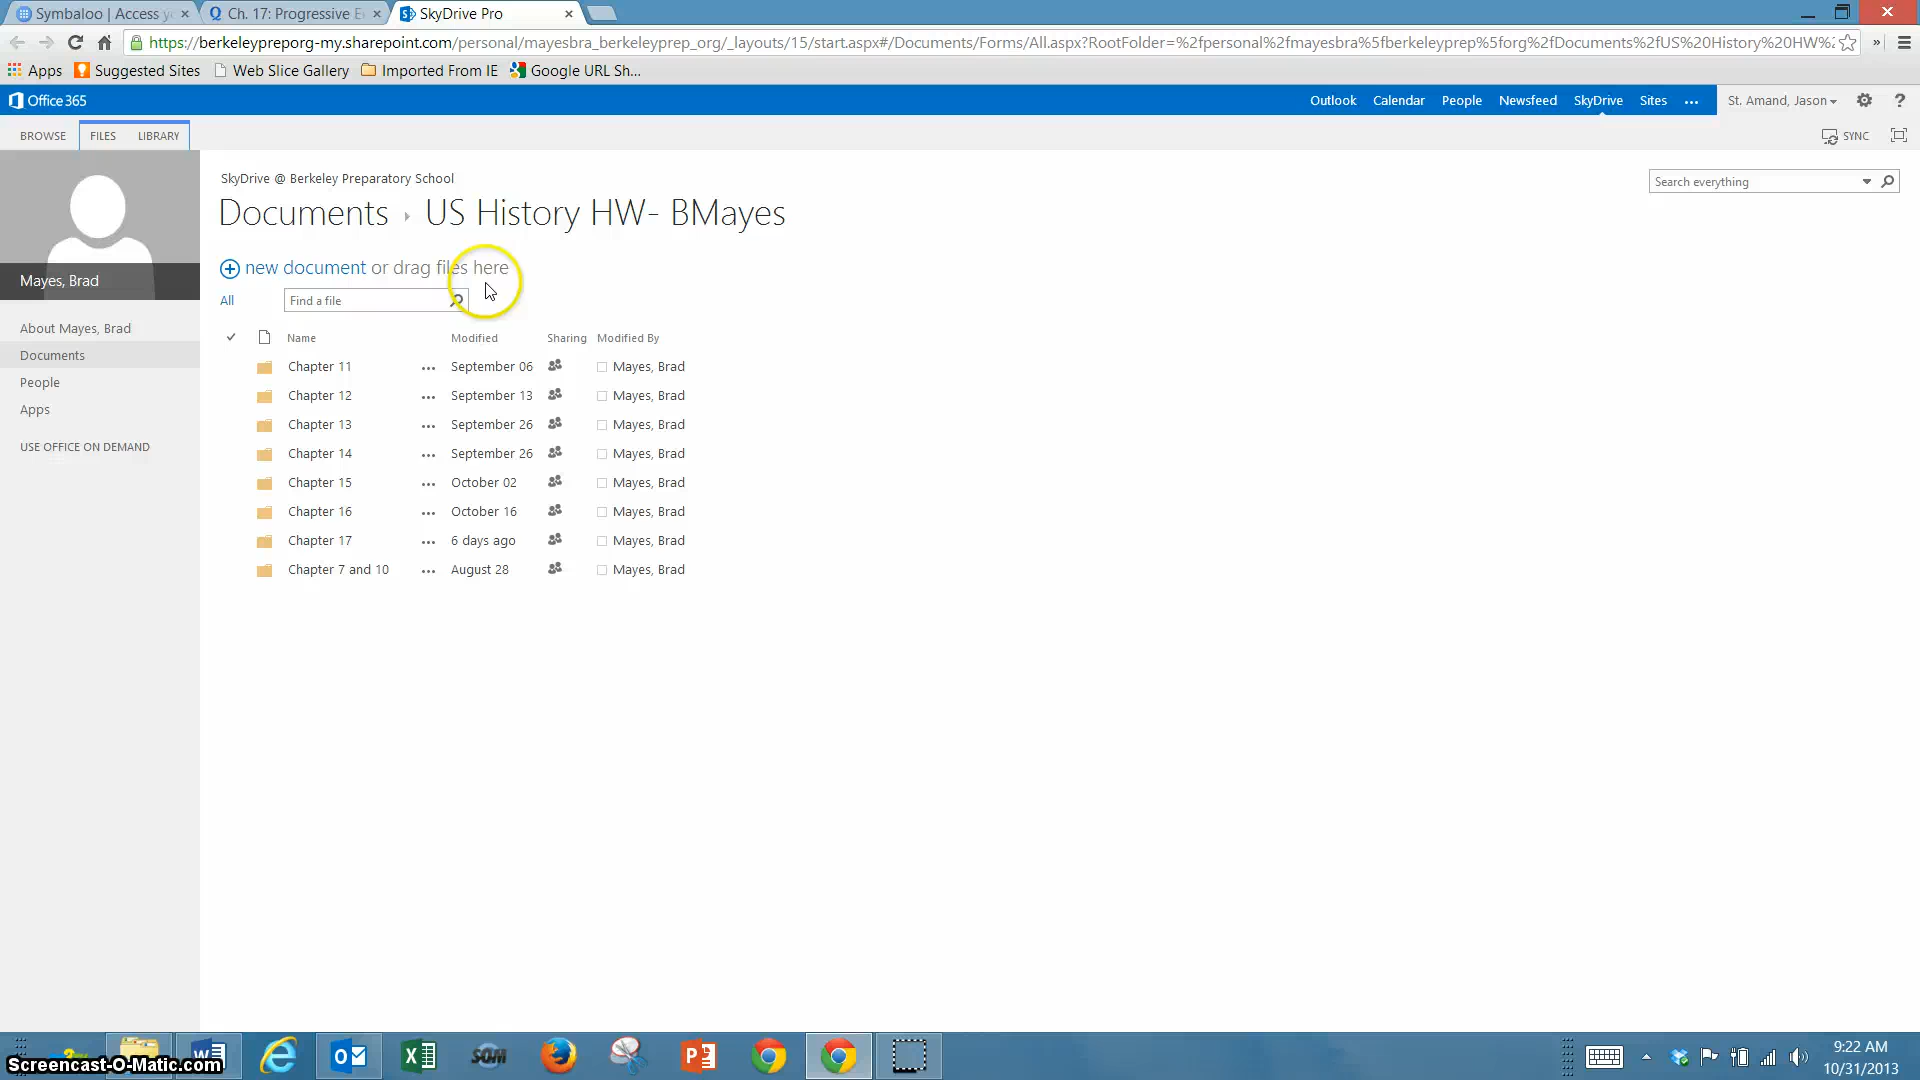 Symbaloo | Access y
Ch. 17: Progressive E
SkyDrive Pro
https://berkeleypreporg-my.sharepoint.com/personal/mayesbra_berkeleyprep_org/_layouts/15/start.aspx#/Documents/Forms/All.aspx?RootFolder=%2fpersonal%2fmayesbra%5fberkeleyprep%5forg%2fDocuments%2fUS%20History%20HW%2
Apps Suggested Sites Web Slice Gallery Imported From IE Google URL Sh...
Office 365
Outlook Calendar People Newsfeed SkyDrive Sites ... St. Amand, Jason ?
BROWSE FILES LIBRARY SYNC
SkyDrive @ Berkeley Preparatory School
Search everything
Documents US History HW- BMayes
Mayes, Brad
new document or drag files here
All Find a file
About Mayes, Brad
Documents
People
Apps
USE OFFICE ON DEMAND
Name Modified Sharing Modified By
Chapter 11 ... September 06 Mayes, Brad
Chapter 12 ... September 13 Mayes, Brad
Chapter 13 ... September 26 Mayes, Brad
Chapter 14 ... September 26 Mayes, Brad
Chapter 15 ... October 02 Mayes, Brad
Chapter 16 ... October 16 Mayes, Brad
Chapter 17 ... 6 days ago Mayes, Brad
Chapter 7 and 10 ... August 28 Mayes, Brad
SOM
Screencast-O-Matic.com
9:22 AM
10/31/2013